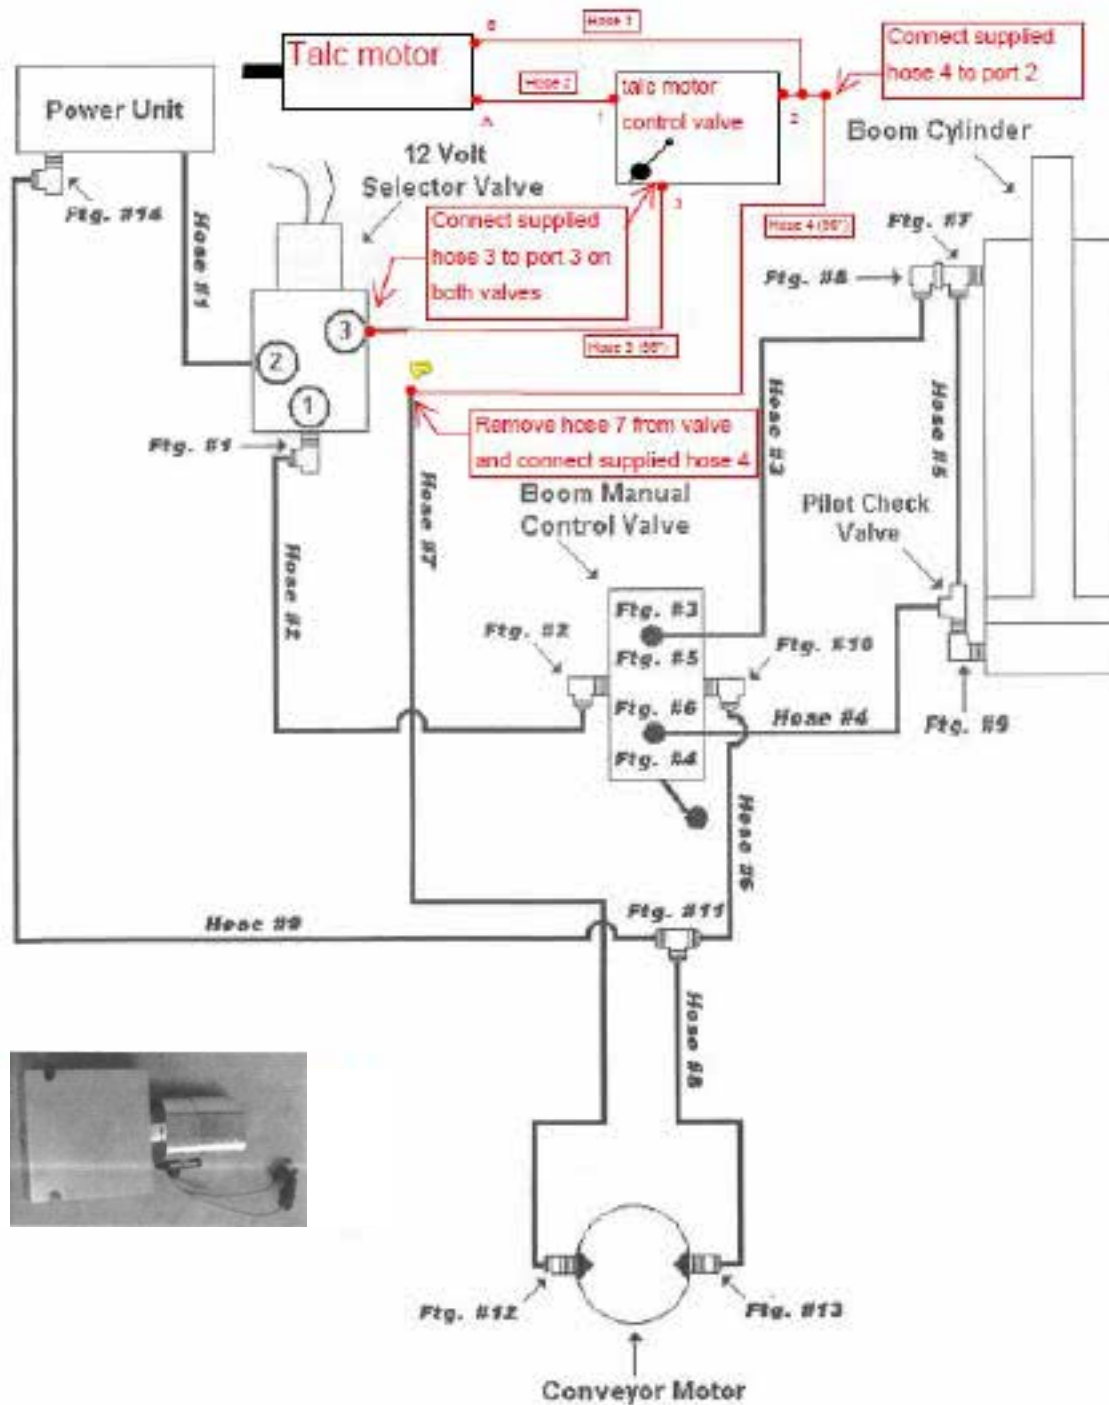 B
Hose 1
Connect supplied
hose 4 to port 2
Talc motor
Hose 2
talc motor
control valve
A
1
2
3
Power Unit
Boom Cylinder
12 Volt
Selector Valve
Ftg. #14
Connect supplied
hose 3 to port 3 on
both valves
Hose 4 (96")
Ftg. #7
Ftg. #8
Hose #1
3
2
1
Hose 3 (96")
Ftg. #1
Remove hose 7 from valve
and connect supplied hose 4
Hose #3
Hose #5
Boom Manual
Control Valve
Pilot Check
Valve
Hose #7
Hose #2
Ftg. #3
Ftg. #2
Ftg. #5
Ftg. #10
Ftg. #6
Hose #4
Ftg. #9
Ftg. #4
Hose #6
Hose #9
Ftg. #11
Hose #8
Ftg. #12
Ftg. #13
Conveyor Motor